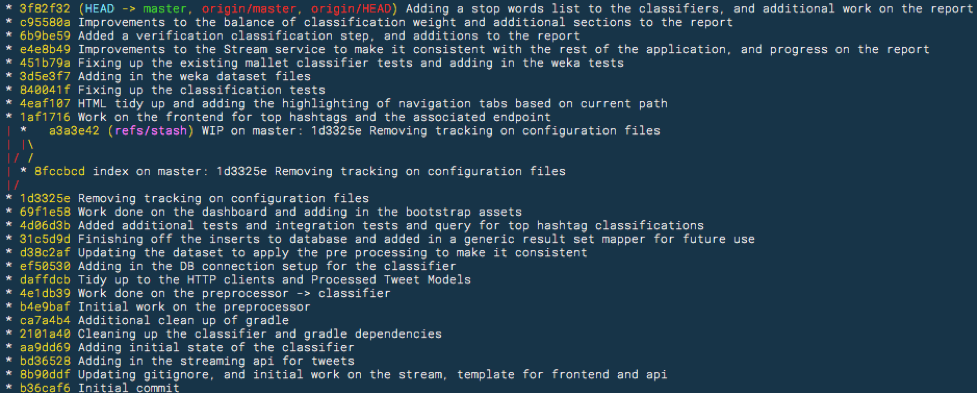 * 3f82f32 (HEAD -> master, origin/master, origin/HEAD) Adding a stop words list to the classifiers, and additional work on the report
* c95580a Improvements to the balance of classification weight and additional sections to the report
* 6b9be59 Added a verification classification step, and additions to the report
* e4e8b49 Improvements to the Stream service to make it consistent with the rest of the application, and progress on the report
* 451b79a Fixing up the existing mallet classifier tests and adding in the weka tests
* 3d5e3f7 Adding in the weka dataset files
* 840041f Fixing up the classification tests
* 4eaf107 HTML tidy up and adding the highlighting of navigation tabs based on current path
* 1af1716 Work on the frontend for top hashtags and the associated endpoint
| *   a3a3e42 (refs/stash) WIP on master: 1d3325e Removing tracking on configuration files
| |\
|/ /
| * 8fccbcd index on master: 1d3325e Removing tracking on configuration files
|/
* 1d3325e Removing tracking on configuration files
* 69f1e58 Work done on the dashboard and adding in the bootstrap assets
* 4d06d3b Added additional tests and integration tests and query for top hashtag classifications
* 31c5d9d Finishing off the inserts to database and added in a generic result set mapper for future use
* d38c2af Updating the dataset to apply the pre processing to make it consistent
* ef50530 Adding in the DB connection setup for the classifier
* daffdcb Tidy up to the HTTP clients and Processed Tweet Models
* 4e1db39 Work done on the preprocessor -> classifier
* b4e9baf Initial work on the preprocessor
* ca7a4b4 Additional clean up of gradle
* 2101a40 Cleaning up the classifier and gradle dependencies
* aa9dd69 Adding initial state of the classifier
* bd36528 Adding in the streaming api for tweets
* 8b90ddf Updating gitignore, and initial work on the stream, template for frontend and api
* b36caf6 Initial commit